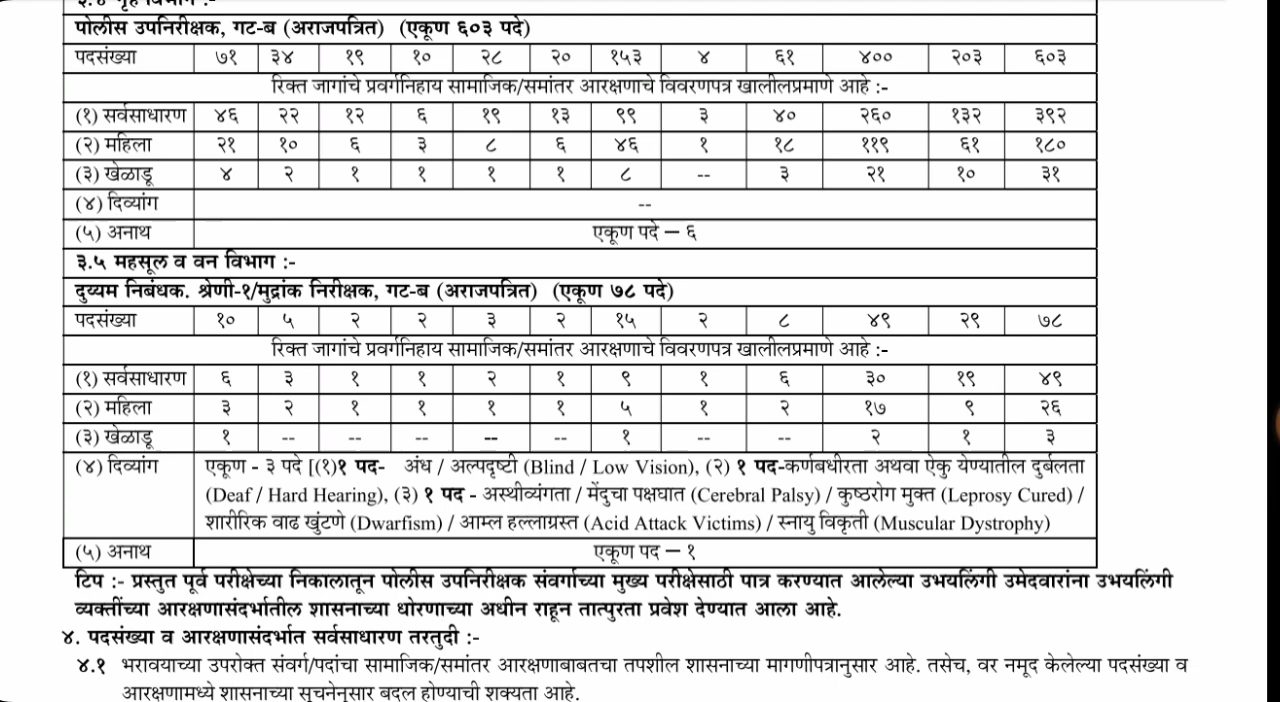 ३.४ गृह विभाग :-
पोलीस उपनिरीक्षक, गट-ब (अराजपत्रित) (एकूण ६०३ पदे)
पदसंख्या ७१ ३४ १९ १० २८ २० १५३ ४ ६१ ४०० २०३ ६०३
रिक्त जागांचे प्रवर्गनिहाय सामाजिक/समांतर आरक्षणाचे विवरणपत्र खालीलप्रमाणे आहे :-
(१) सर्वसाधारण ४६ २२ १२ ६ १९ १३ ९९ ३ ४० २६० १३२ ३९२
(२) महिला २१ १० ६ ३ ८ ६ ४६ १ १८ ११९ ६१ १८०
(३) खेळाडू ४ २ १ १ १ १ ८ -- ३ २१ १० ३१
(४) दिव्यांग --
(५) अनाथ एकूण पदे – ६
३.५ महसूल व वन विभाग :-
दुय्यम निबंधक. श्रेणी-१/मुद्रांक निरीक्षक, गट-ब (अराजपत्रित) (एकूण ७८ पदे)
पदसंख्या १० ५ २ २ ३ २ १५ २ ८ ४९ २९ ७८
रिक्त जागांचे प्रवर्गनिहाय सामाजिक/समांतर आरक्षणाचे विवरणपत्र खालीलप्रमाणे आहे :-
(१) सर्वसाधारण ६ ३ १ १ २ १ ९ १ ६ ३० १९ ४९
(२) महिला ३ २ १ १ १ १ ५ १ २ १७ ९ २६
(३) खेळाडू १ -- -- -- -- -- १ -- -- २ १ ३
(४) दिव्यांग एकूण - ३ पदे [(१)१ पद- अंध / अल्पदृष्टी (Blind / Low Vision), (२) १ पद-कर्णबधीरता अथवा ऐकु येण्यातील दुर्बलता
(Deaf / Hard Hearing), (३) १ पद - अस्थीव्यंगता / मेंदुचा पक्षघात (Cerebral Palsy) / कुष्ठरोग मुक्त (Leprosy Cured) /
शारीरिक वाढ खुंटणे (Dwarfism) / आम्ल हल्लाग्रस्त (Acid Attack Victims) / स्नायु विकृती (Muscular Dystrophy)
(५) अनाथ एकूण पद – १
टिप :- प्रस्तुत पूर्व परीक्षेच्या निकालातून पोलीस उपनिरीक्षक संवर्गाच्या मुख्य परीक्षेसाठी पात्र करण्यात आलेल्या उभयलिंगी उमेदवारांना उभयलिंगी
व्यक्तींच्या आरक्षणासंदर्भातील शासनाच्या धोरणाच्या अधीन राहून तात्पुरता प्रवेश देण्यात आला आहे.
४. पदसंख्या व आरक्षणासंदर्भात सर्वसाधारण तरतुदी :-
४.१ भरावयाच्या उपरोक्त संवर्ग/पदांचा सामाजिक/समांतर आरक्षणाबाबतचा तपशील शासनाच्या मागणीपत्रानुसार आहे. तसेच, वर नमूद केलेल्या पदसंख्या व
आरक्षणामध्ये शासनाच्या सूचनेनुसार बदल होण्याची शक्यता आहे.